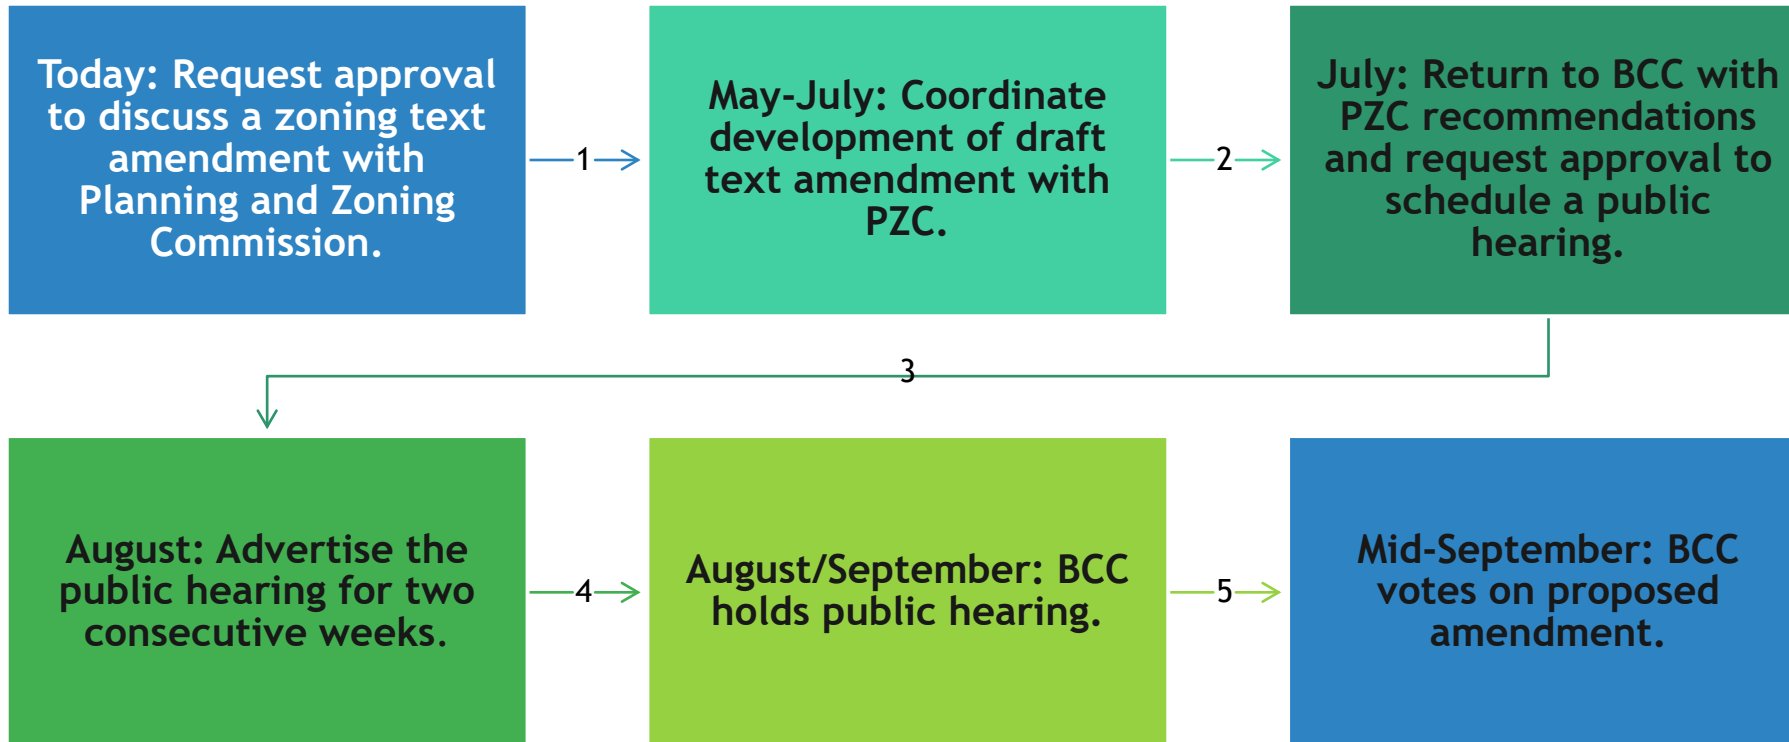 Today: Request approval
to discuss a zoning text
amendment with
Planning and Zoning
Commission.
1
May-July: Coordinate
development of draft
text amendment with
PZC.
2
July: Return to BCC with
PZC recommendations
and request approval to
schedule a public
hearing.
3
August: Advertise the
public hearing for two
consecutive weeks.
4
August/September: BCC
holds public hearing.
5
Mid-September: BCC
votes on proposed
amendment.